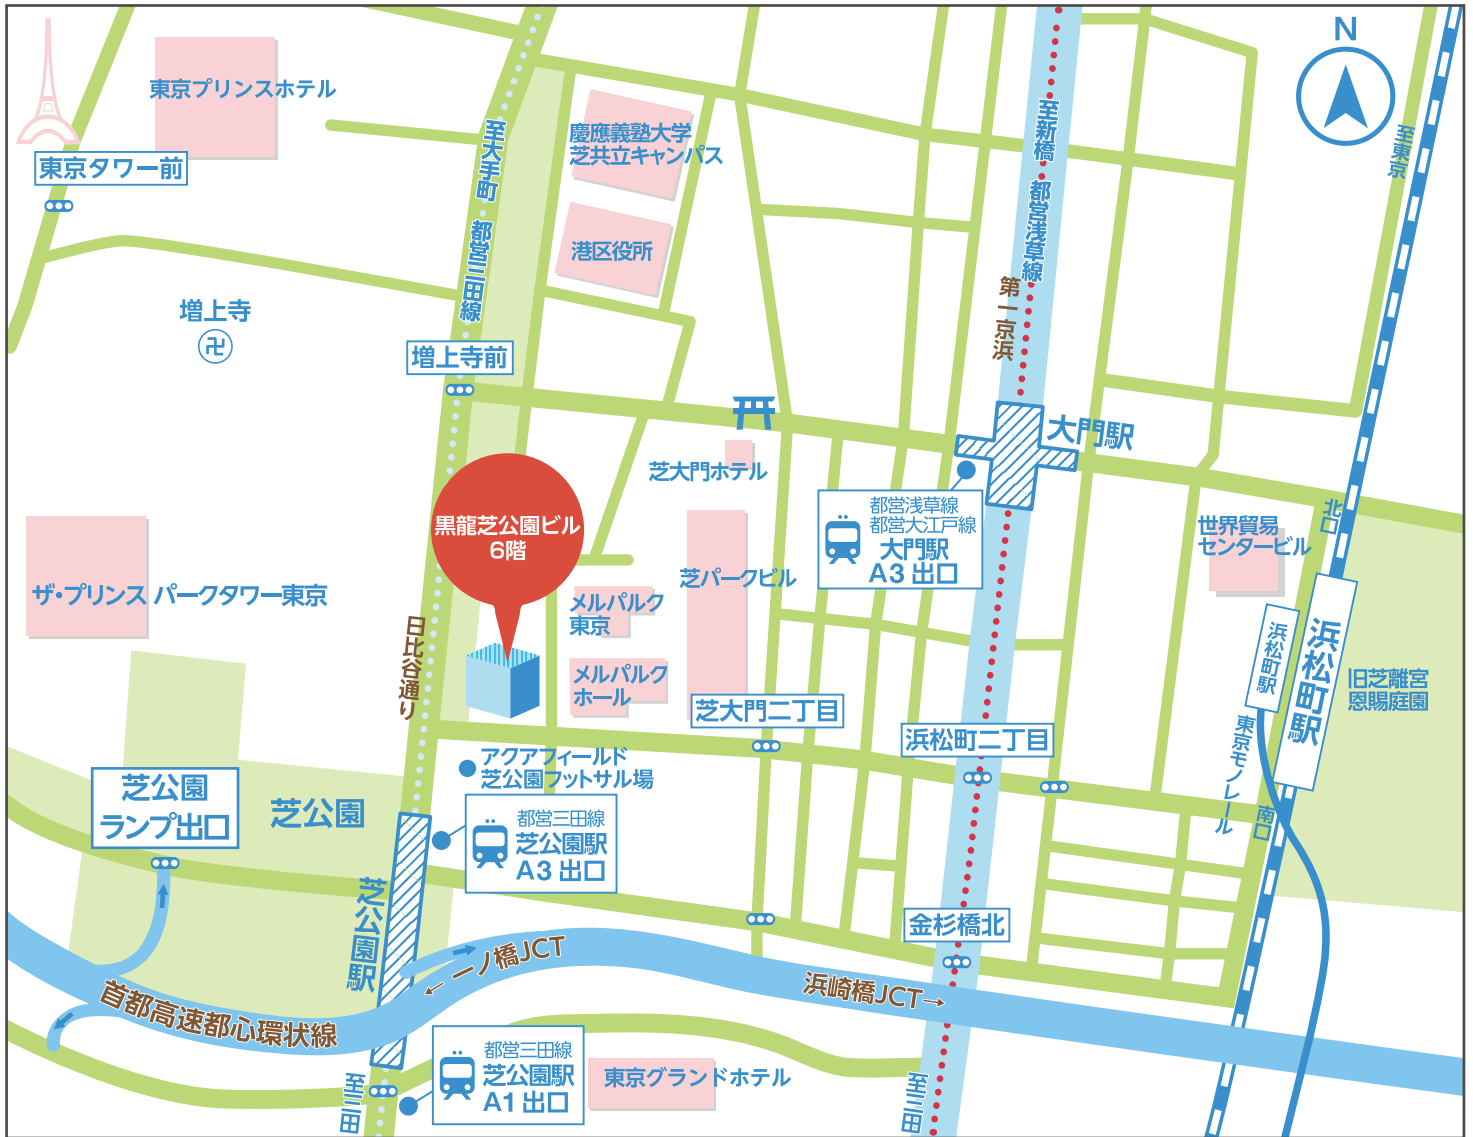 N
東京プリンスホテル
東京タワー前
至大手町 都営三田線
慶應義塾大学
芝共立キャンパス
港区役所
至新橋 都営浅草線
第一京浜
至東京
増上寺
卍
増上寺前
大門駅
芝大門ホテル
都営浅草線
都営大江戸線
大門駅
A3 出口
北口
世界貿易
センタービル
黒龍芝公園ビル
6階
芝パークビル
ザ・プリンス パークタワー東京
メルパルク
東京
メルパルク
ホール
日比谷通り
浜松町駅
浜松町駅
旧芝離宮
恩賜庭園
東京モノレール
南口
芝大門二丁目
浜松町二丁目
アクアフィールド
芝公園フットサル場
芝公園
ランプ出口
芝公園
都営三田線
芝公園駅
A3 出口
芝公園駅
金杉橋北
←一ノ橋JCT
浜崎橋JCT→
首都高速都心環状線
都営三田線
芝公園駅
A1 出口
東京グランドホテル
至三田
至三田